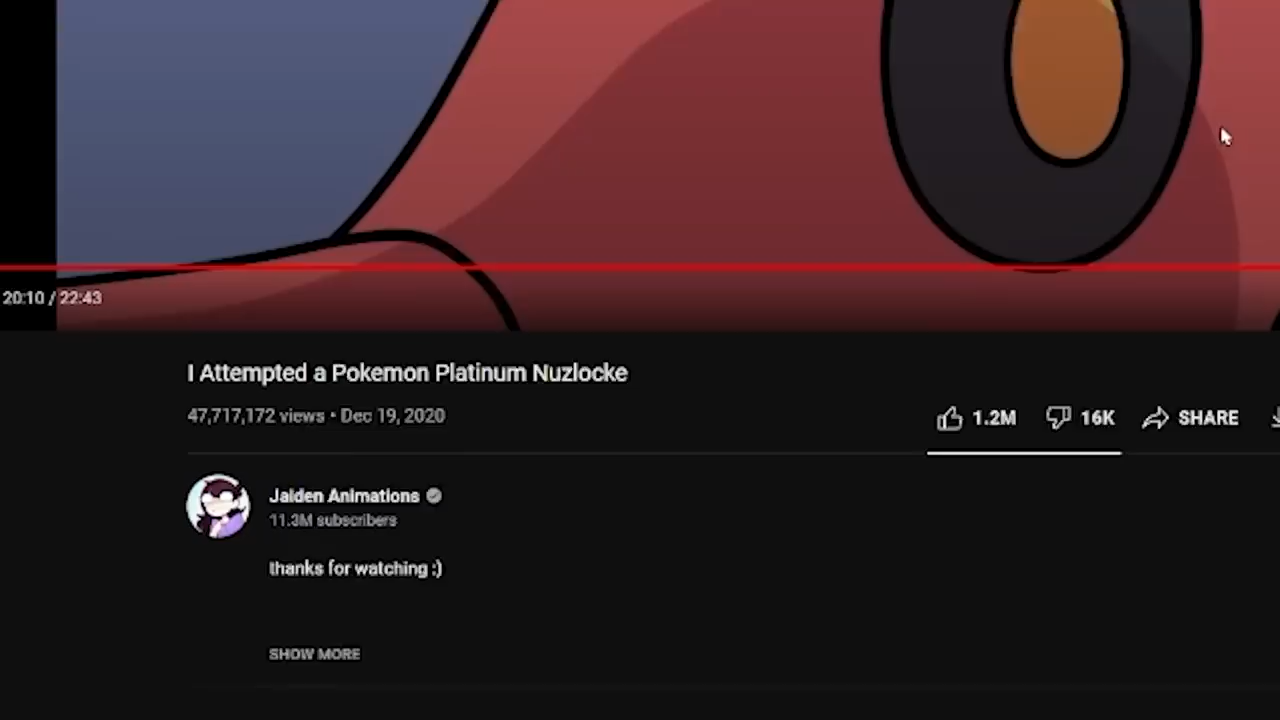 20:10 / 22:43
I Attempted a Pokemon Platinum Nuzlocke
47,717,172 views • Dec 19, 2020
1.2M 16K SHARE
Jaiden Animations
11.3M subscribers
thanks for watching :)
SHOW MORE